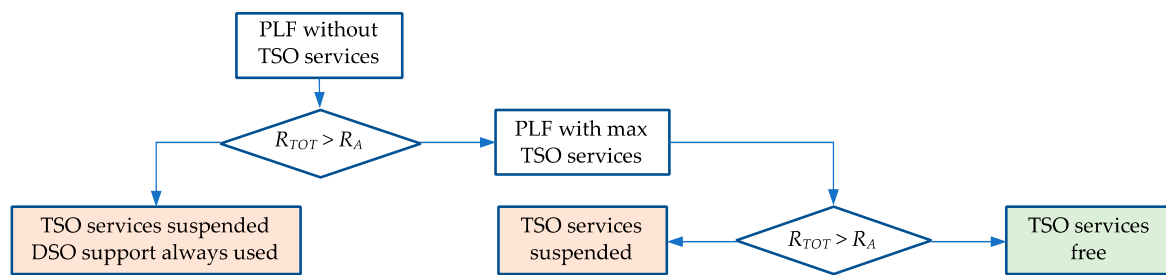 PLF without
TSO services
R_TOT > R_A
PLF with max
TSO services
TSO services suspended
DSO support always used
TSO services
suspended
R_TOT > R_A
TSO services
free